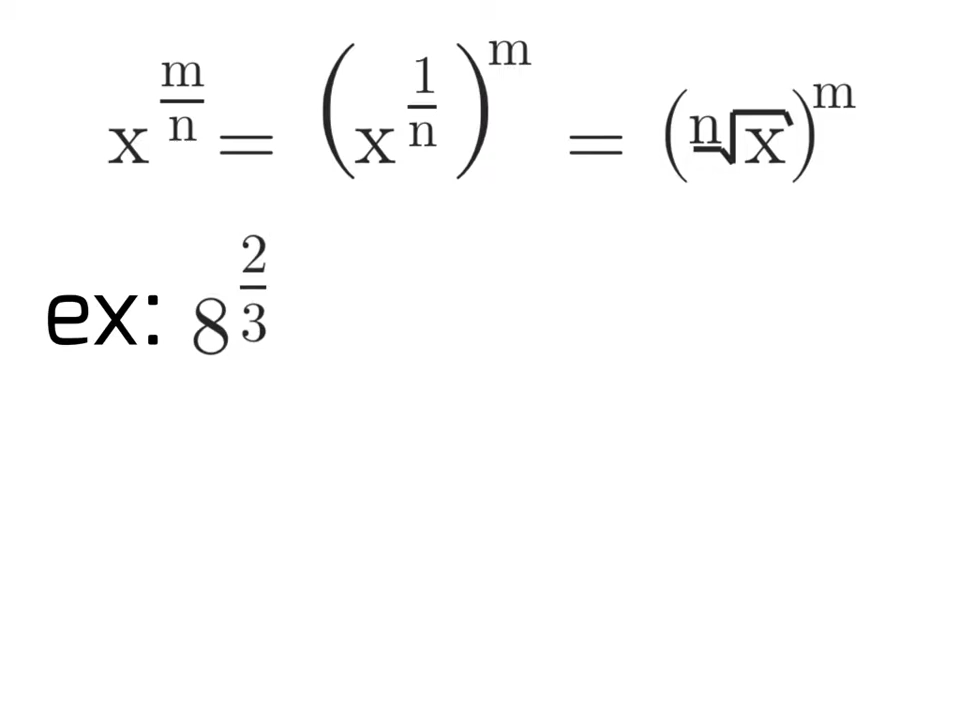 x^(m/n) = (x^(1/n))^m = (ⁿ√x)^m
ex: 8^(2/3)